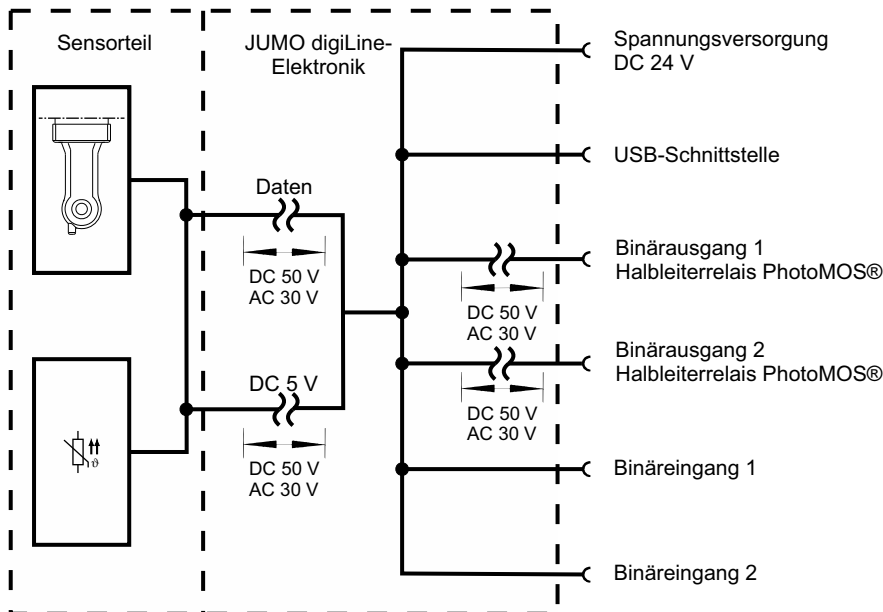 Sensorteil
JUMO digiLine-
Elektronik
Spannungsversorgung
DC 24 V
USB-Schnittstelle
Daten
DC 50 V
AC 30 V
Binärausgang 1
Halbleiterrelais PhotoMOS®
DC 50 V
AC 30 V
Binärausgang 2
Halbleiterrelais PhotoMOS®
DC 50 V
AC 30 V
DC 5 V
DC 50 V
AC 30 V
ϑ
Binäreingang 1
Binäreingang 2